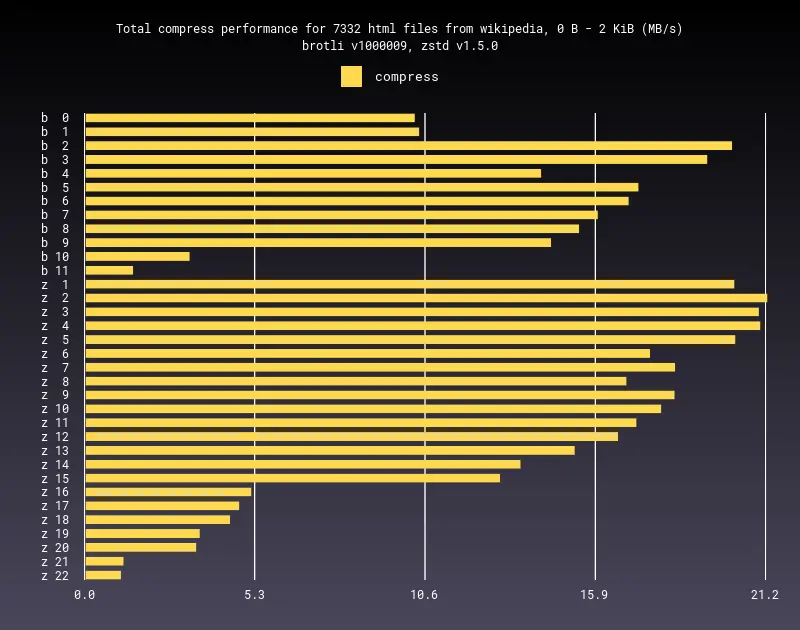 Total compress performance for 7332 html files from wikipedia, 0 B - 2 KiB (MB/s)
brotli v1000009, zstd v1.5.0
compress
b 0
b 1
b 2
b 3
b 4
b 5
b 6
b 7
b 8
b 9
b 10
b 11
z 1
z 2
z 3
z 4
z 5
z 6
z 7
z 8
z 9
z 10
z 11
z 12
z 13
z 14
z 15
z 16
z 17
z 18
z 19
z 20
z 21
z 22
0.0 5.3 10.6 15.9 21.2